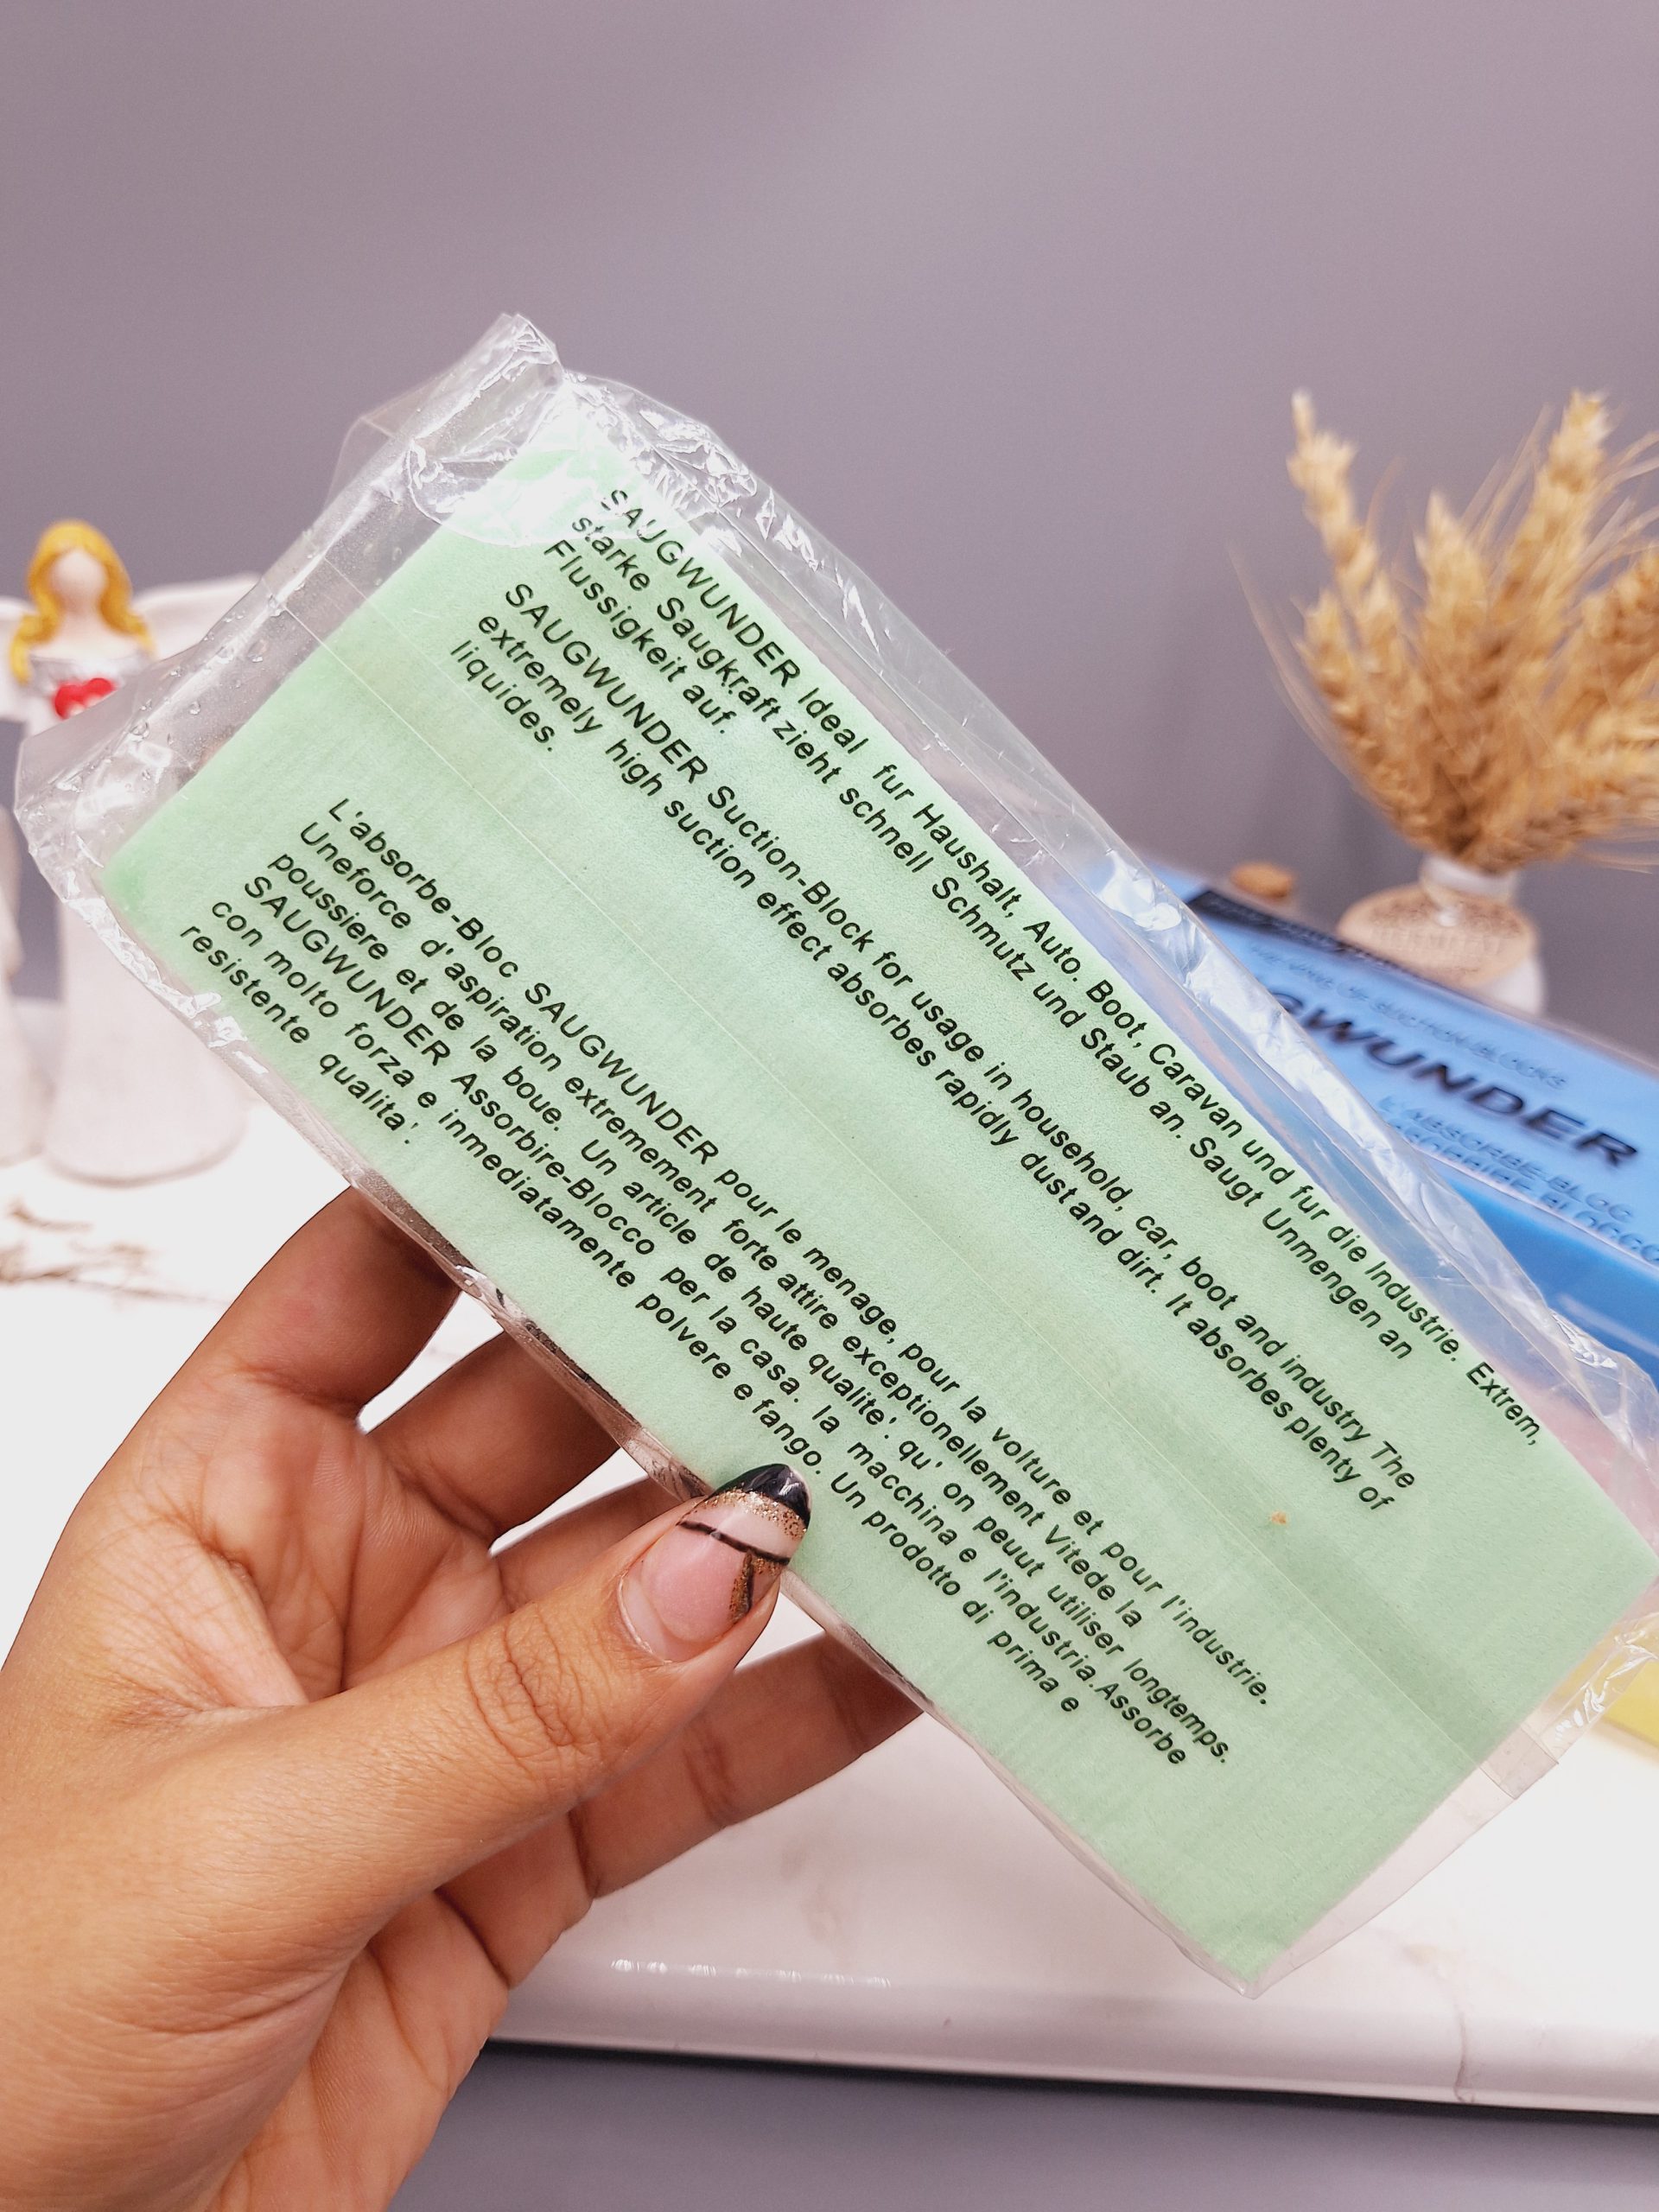 SAUGWUNDER Ideal fur Haushalt, Auto. Boot, Caravan und fur die Industrie. Extrem,
starke Saugkraft zieht schnell Schmutz und Staub an. Saugt Unmengen an
Flussigkeit auf.
SAUGWUNDER Suction-Block for usage in household, car, boot and industry The
extremely high suction effect absorbes rapidly dust and dirt. It absorbes plenty of
liquides.
L'absorbe-Bloc SAUGWUNDER pour le menage, pour la volture et pour l'industrie.
Uneforce d'aspiration extremement forte attire exceptionellement Vitede la
poussiere et de la boue. Un article de haute qualite'. qu' on peuut utiliser longtemps.
SAUGWUNDER Assorbire-Blocco per la casa. la macchina e l'industria.Assorbe
con molto forza e inmediatamente polvere e fango. Un prodotto di prima e
resistente qualita'.
SUCTION-BLOCKS
GWUNDER
L'ABSORBE-BLOC